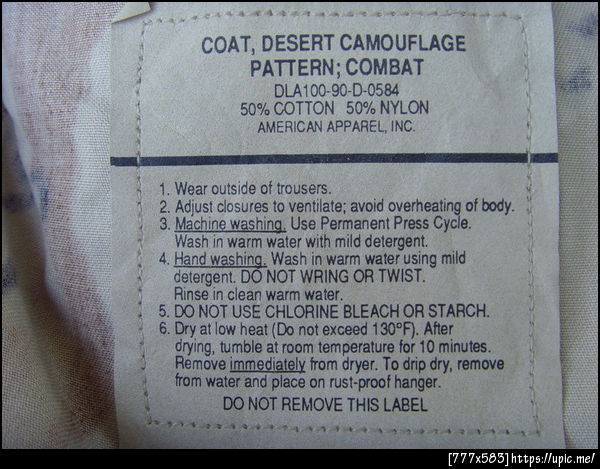 COAT, DESERT CAMOUFLAGE
PATTERN; COMBAT
DLA100-90-D-0584
50% COTTON 50% NYLON
AMERICAN APPAREL, INC.
1. Wear outside of trousers.
2. Adjust closures to ventilate; avoid overheating of body.
3. Machine washing. Use Permanent Press Cycle.
Wash in warm water with mild detergent.
4. Hand washing. Wash in warm water using mild
detergent. DO NOT WRING OR TWIST.
Rinse in clean warm water.
5. DO NOT USE CHLORINE BLEACH OR STARCH.
6. Dry at low heat (Do not exceed 130°F). After
drying, tumble at room temperature for 10 minutes.
Remove immediately from dryer. To drip dry, remove
from water and place on rust-proof hanger.
DO NOT REMOVE THIS LABEL
[777x583]https://upic.me/